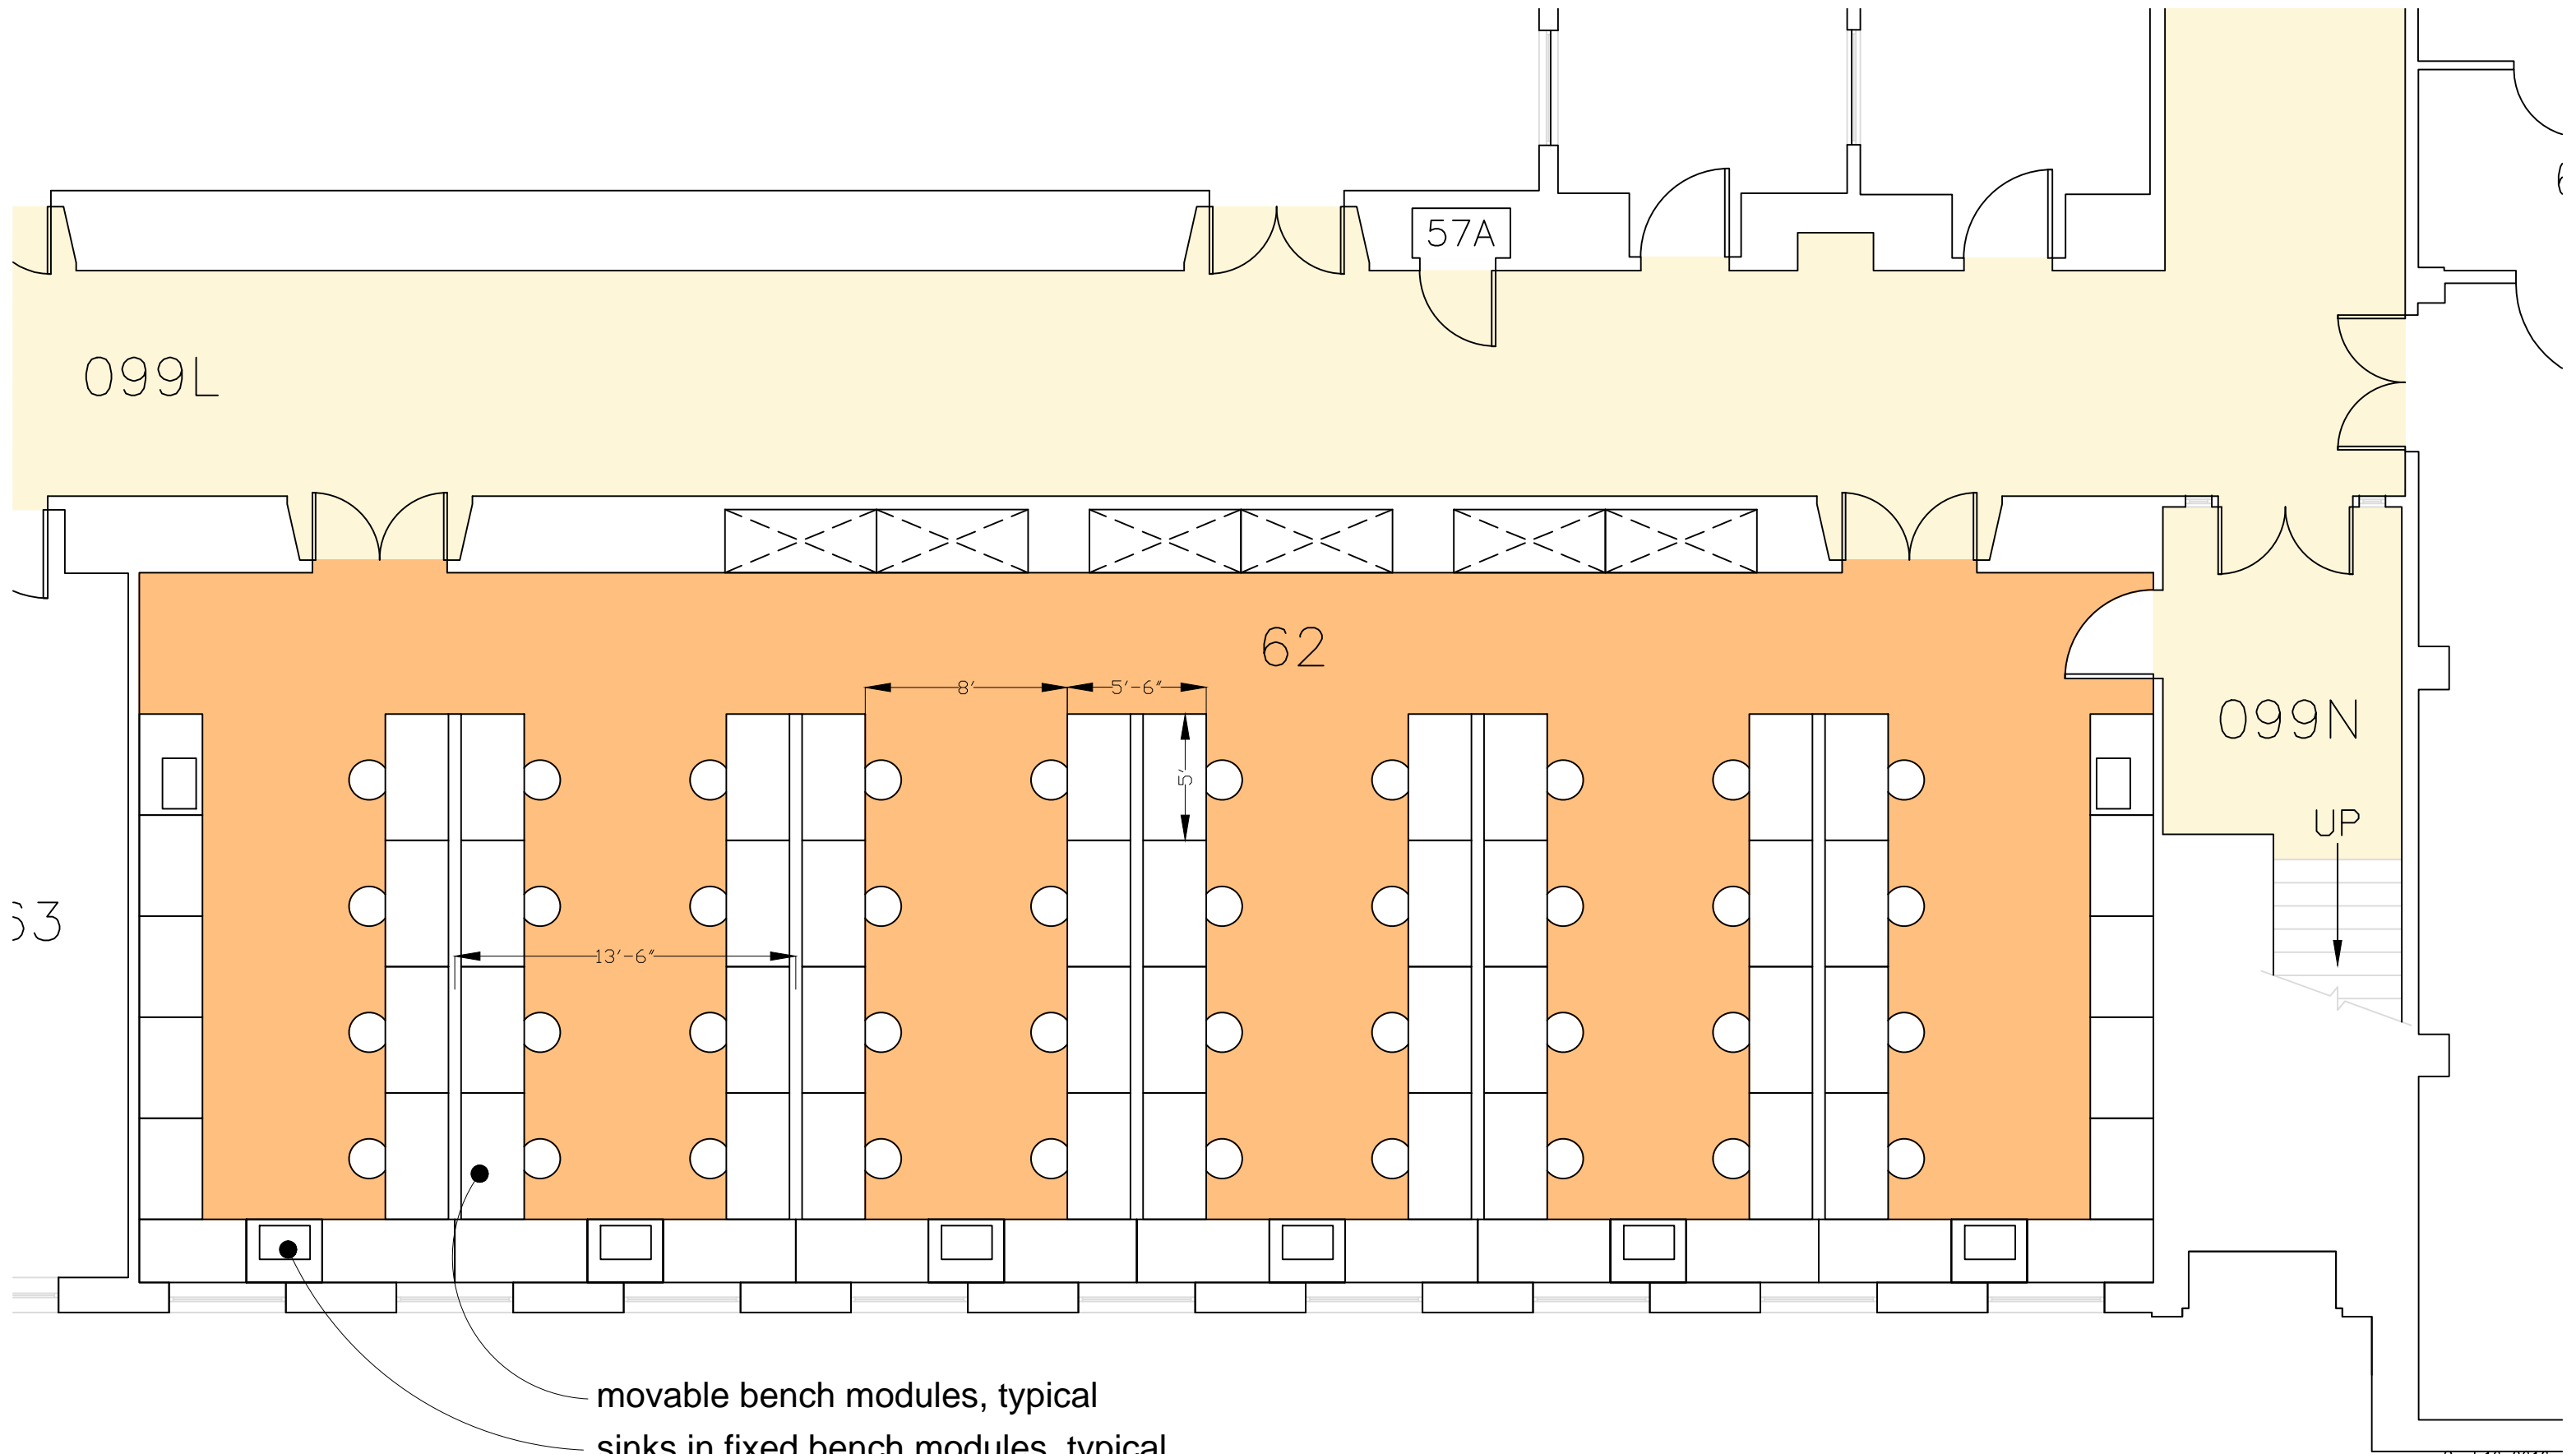 57A
099L
62
8'
5'-6"
5'
099N
UP
63
13'-6"
movable bench modules, typical
sinks in fixed bench modules, typical